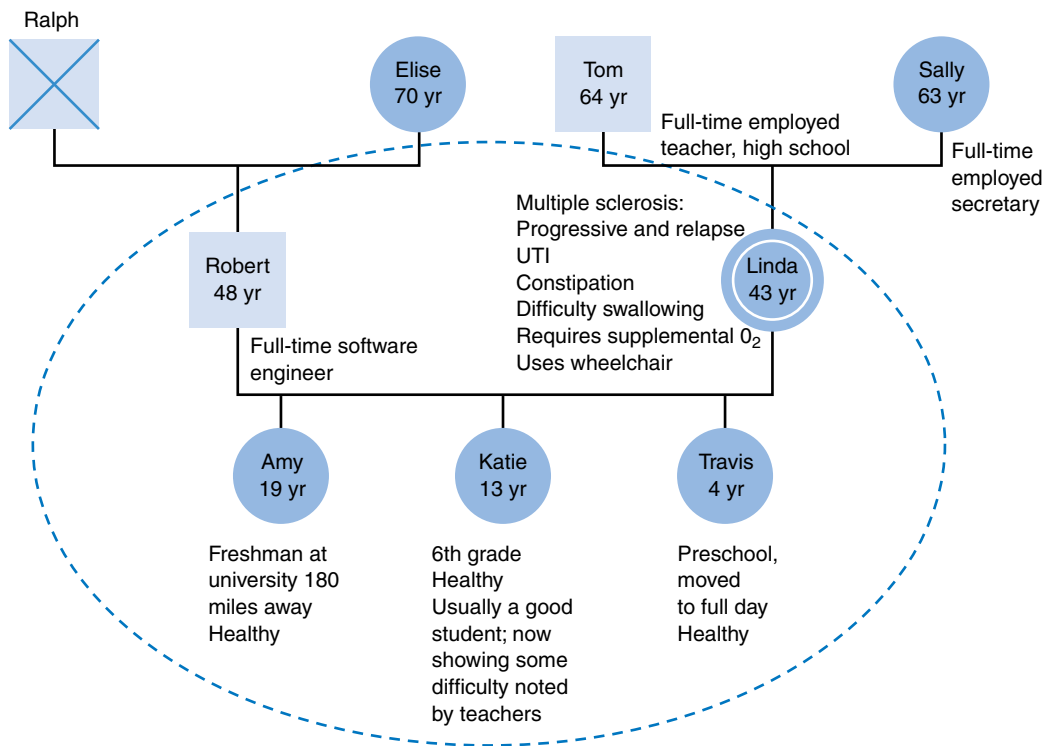 Ralph
Elise
70 yr
Tom
64 yr
Sally
63 yr
Full-time employed
teacher, high school
Full-time
employed
secretary
Multiple sclerosis:
Progressive and relapse
UTI
Constipation
Difficulty swallowing
Requires supplemental 0₂
Uses wheelchair
Robert
48 yr
Linda
43 yr
Full-time software
engineer
Amy
19 yr
Katie
13 yr
Travis
4 yr
Freshman at
university 180
miles away
Healthy
6th grade
Healthy
Usually a good
student; now
showing some
difficulty noted
by teachers
Preschool,
moved
to full day
Healthy